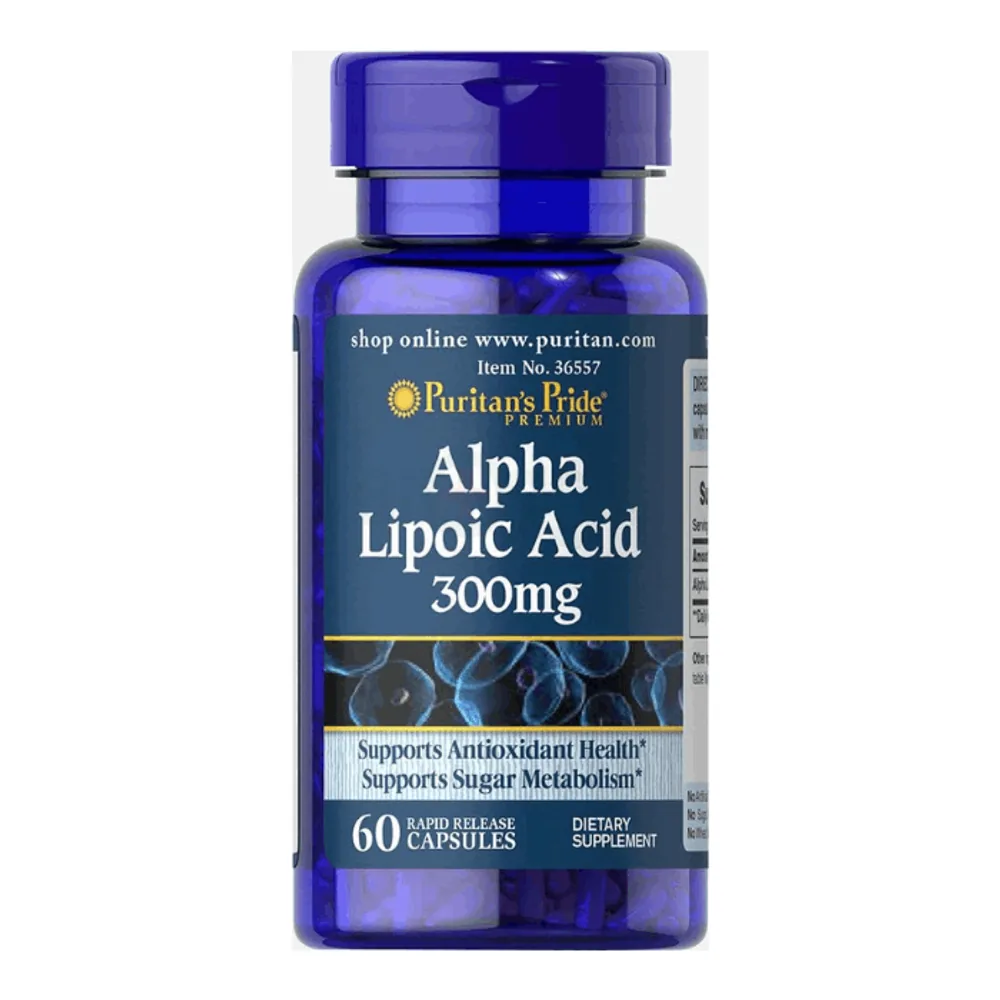 shop online www.puritan.com
Item No. 36557
Puritan's Pride®
PREMIUM
Alpha
Lipoic Acid
300mg
Supports Antioxidant Health*
Supports Sugar Metabolism*
60 RAPID RELEASE
CAPSULES
DIETARY
SUPPLEMENT